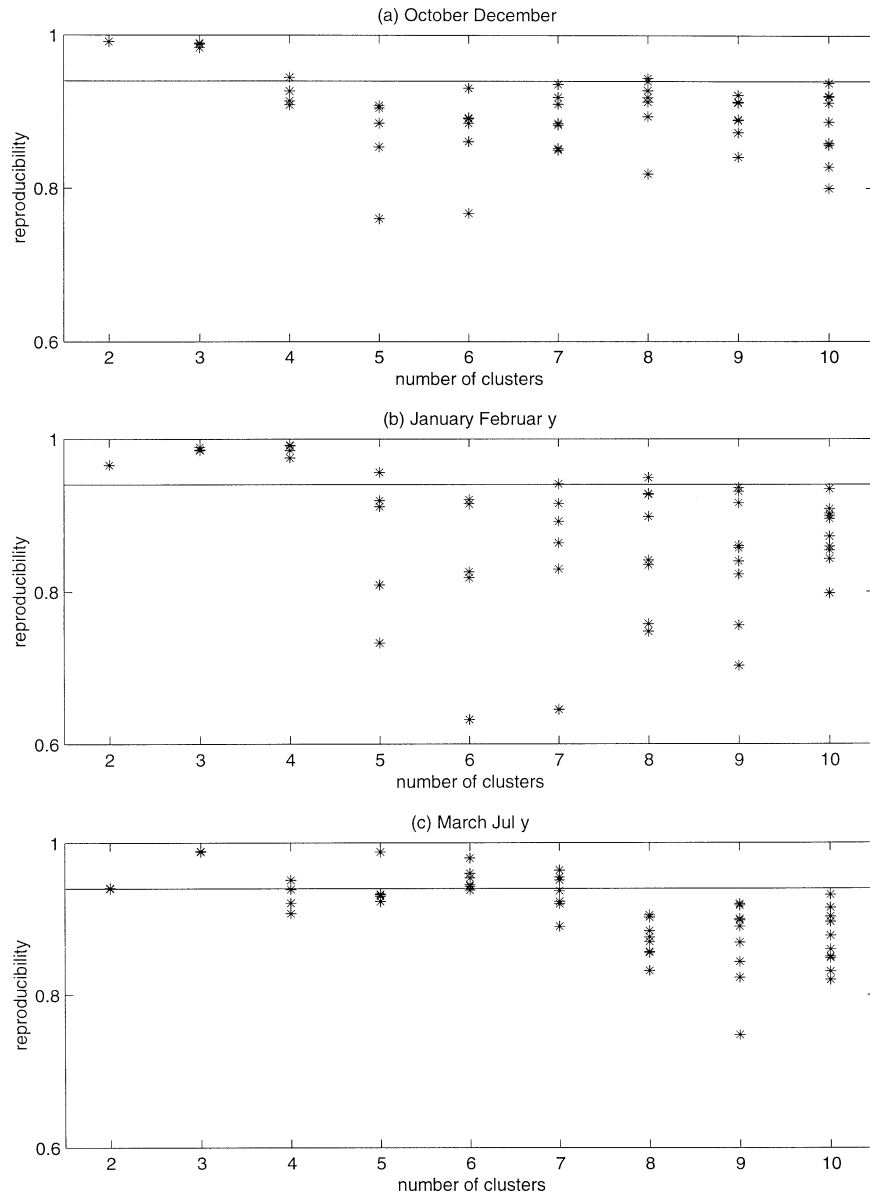 (a) October December
1
0.8
0.6
reproducibility
2 3 4 5 6 7 8 9 10
number of clusters
(b) January Februar y
1
0.8
0.6
reproducibility
2 3 4 5 6 7 8 9 10
number of clusters
(c) March Jul y
1
0.8
0.6
reproducibility
2 3 4 5 6 7 8 9 10
number of clusters